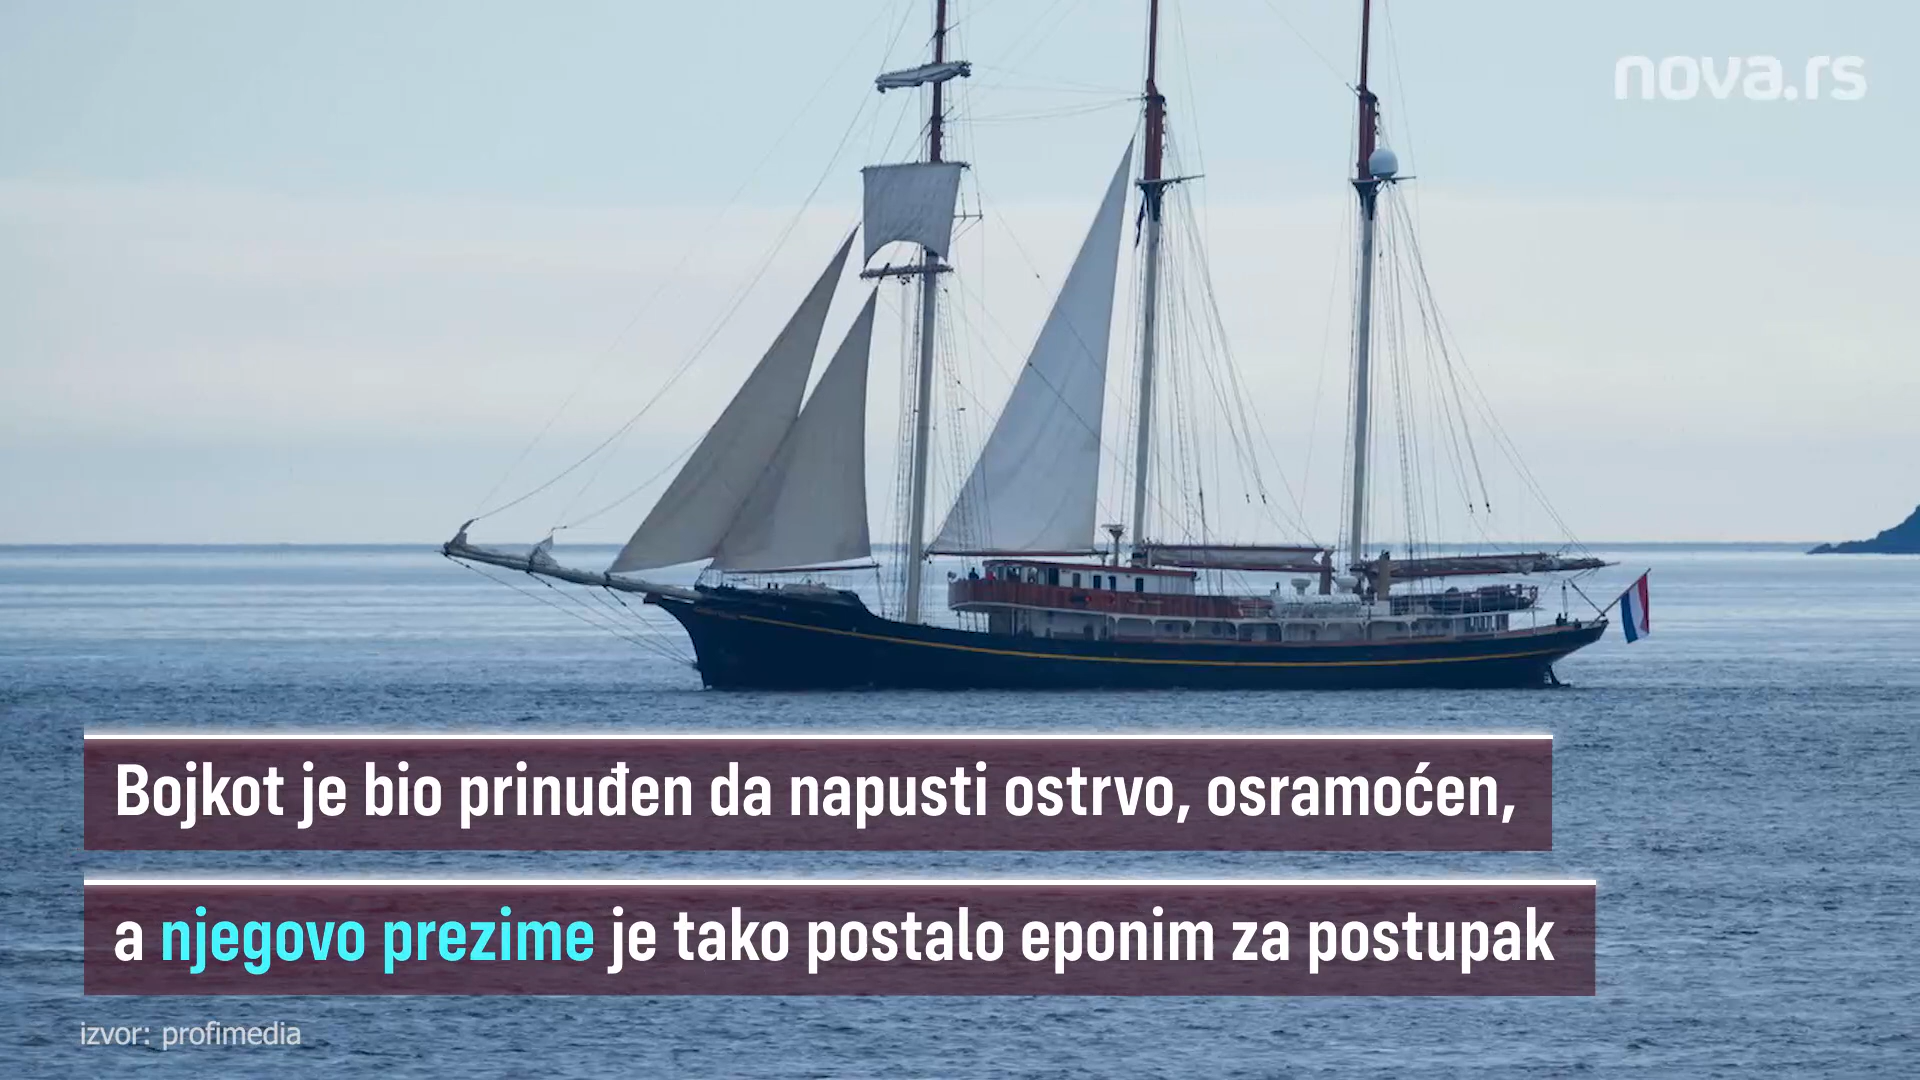 nova.rs
Bojkot je bio prinuđen da napusti ostrvo, osramoćen,
a njegovo prezime je tako postalo eponim za postupak
izvor: profimedia